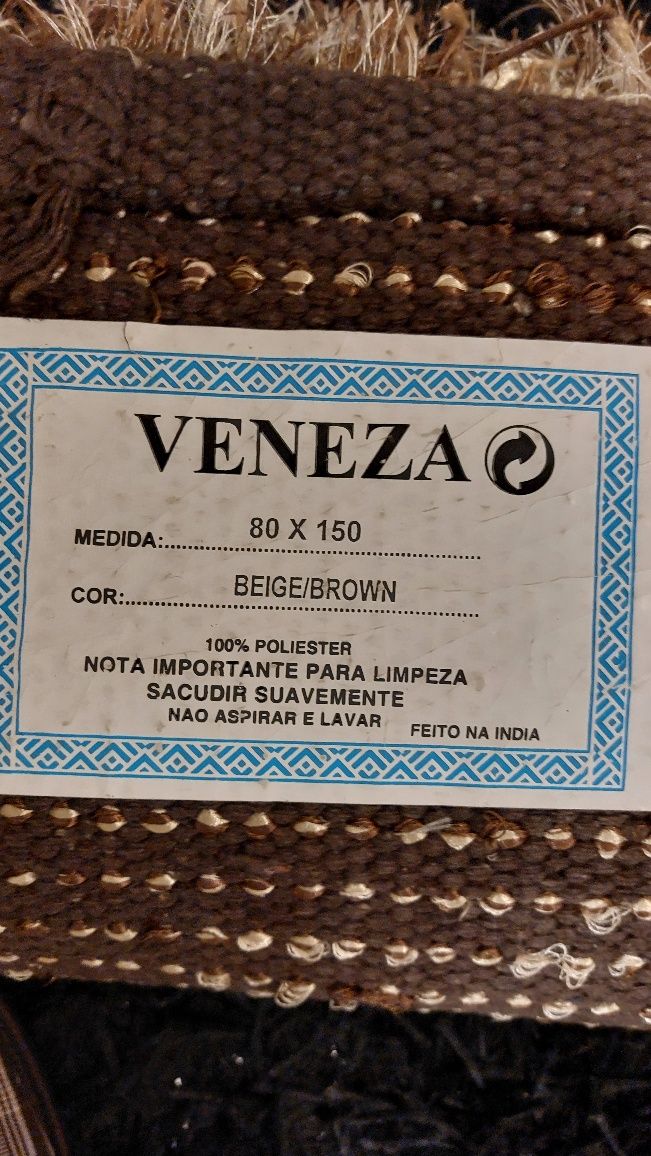 VENEZA
MEDIDA:........ 80 X 150
COR:........ BEIGE/BROWN
100% POLIESTER
NOTA IMPORTANTE PARA LIMPEZA
SACUDIR SUAVEMENTE
NAO ASPIRAR E LAVAR
FEITO NA INDIA